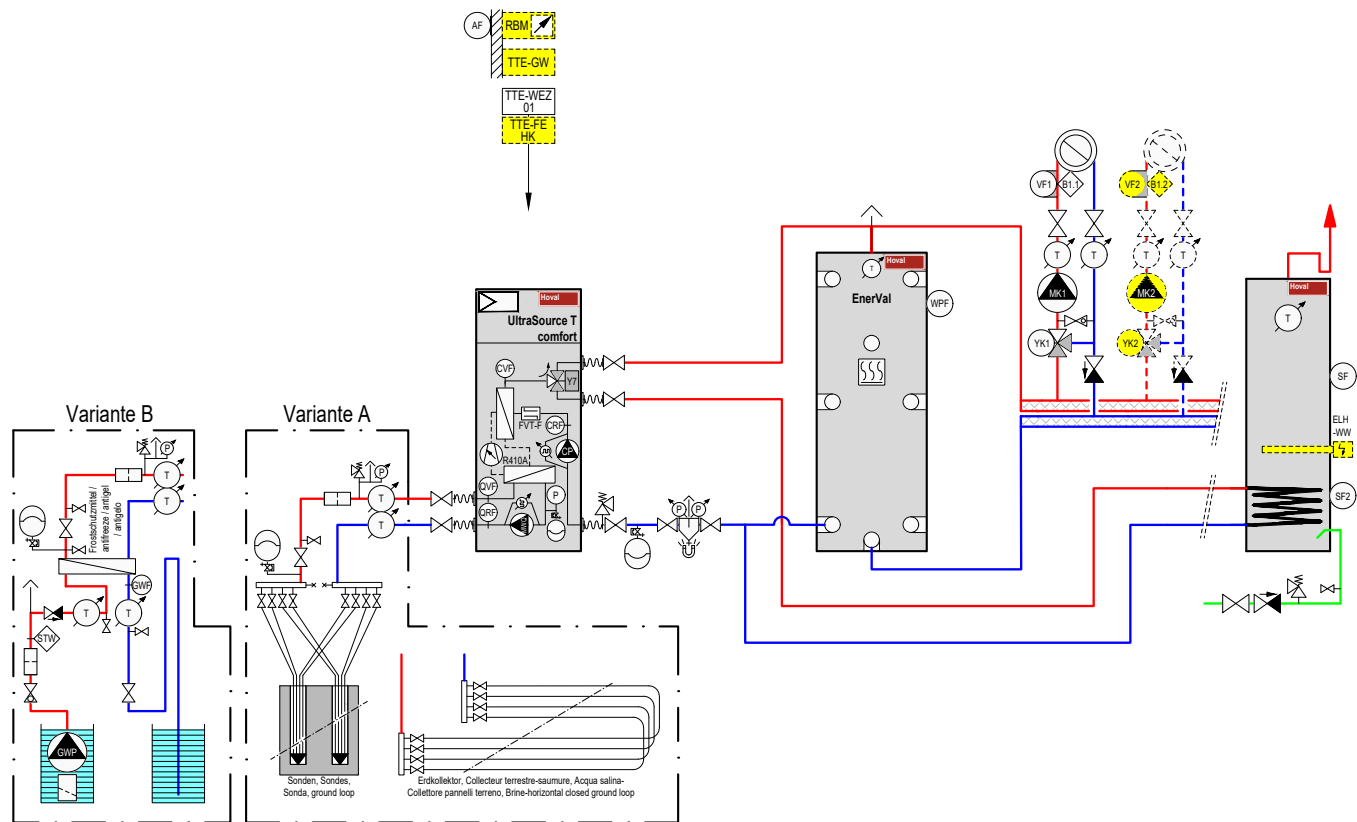 AF
RBM
TTE-GW
TTE-WEZ
01
TTE-FE
HK
VF1
B1.1
VF2
B1.2
T
T
T
T
MK1
MK2
YK1
YK2
Hoval
T
EnerVal
WPF
Hoval
UltraSource T
comfort
CVF
Y7
FVT-F
CRF
CP
R410A
QVF
QRF
P
P
P
Hoval
T
SF
ELH
-WW
SF2
Variante B
P
T
T
Frostschutzmittel /
antifreeze / antigel
/ antigelo
GWF
T
T
STW
GWP
Variante A
P
T
T
Sonden, Sondes,
Sonda, ground loop
Erdkollektor, Collecteur terrestre-saumure, Acqua salina-
Collettore pannelli terreno, Brine-horizontal closed ground loop